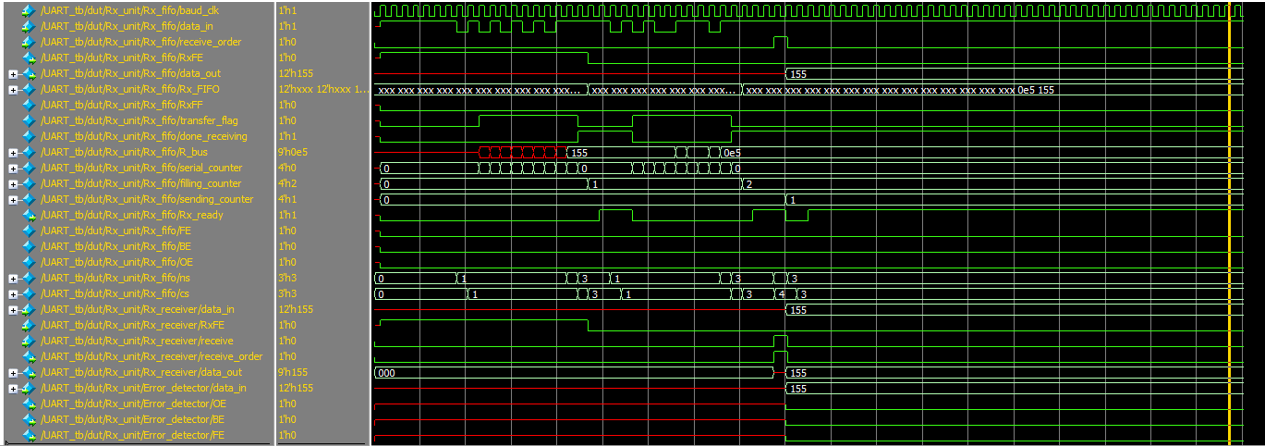 /UART_tb/dut/Rx_unit/Rx_fifo/baud_clk 1'h1
/UART_tb/dut/Rx_unit/Rx_fifo/data_in 1'h1
/UART_tb/dut/Rx_unit/Rx_fifo/receive_order 1'h0
/UART_tb/dut/Rx_unit/Rx_fifo/RxFE 1'h0
/UART_tb/dut/Rx_unit/Rx_fifo/data_out 12'h155 155
/UART_tb/dut/Rx_unit/Rx_fifo/Rx_FIFO 12'hxxx 12'hxxx 1... xxx xxx xxx xxx xxx xxx xxx xxx xxx... xxx xxx xxx xxx xxx xxx xxx... xxx xxx xxx xxx xxx xxx xxx xxx xxx xxx xxx xxx xxx xxx 0e5 155
/UART_tb/dut/Rx_unit/Rx_fifo/RxFF 1'h0
/UART_tb/dut/Rx_unit/Rx_fifo/transfer_flag 1'h0
/UART_tb/dut/Rx_unit/Rx_fifo/done_receiving 1'h1
/UART_tb/dut/Rx_unit/Rx_fifo/R_bus 9'h0e5 155 0e5
/UART_tb/dut/Rx_unit/Rx_fifo/serial_counter 4'h0 0 0 0
/UART_tb/dut/Rx_unit/Rx_fifo/filling_counter 4'h2 0 1 2
/UART_tb/dut/Rx_unit/Rx_fifo/sending_counter 4'h1 0 1
/UART_tb/dut/Rx_unit/Rx_fifo/Rx_ready 1'h1
/UART_tb/dut/Rx_unit/Rx_fifo/FE 1'h0
/UART_tb/dut/Rx_unit/Rx_fifo/BE 1'h0
/UART_tb/dut/Rx_unit/Rx_fifo/OE 1'h0
/UART_tb/dut/Rx_unit/Rx_fifo/ns 3'h3 0 1 3 1 3 3
/UART_tb/dut/Rx_unit/Rx_fifo/cs 3'h3 0 1 3 1 3 4 3
/UART_tb/dut/Rx_unit/Rx_receiver/data_in 12'h155 155
/UART_tb/dut/Rx_unit/Rx_receiver/RxFE 1'h0
/UART_tb/dut/Rx_unit/Rx_receiver/receive 1'h0
/UART_tb/dut/Rx_unit/Rx_receiver/receive_order 1'h0
/UART_tb/dut/Rx_unit/Rx_receiver/data_out 9'h155 000 155
/UART_tb/dut/Rx_unit/Error_detector/data_in 12'h155 155
/UART_tb/dut/Rx_unit/Error_detector/OE 1'h0
/UART_tb/dut/Rx_unit/Error_detector/BE 1'h0
/UART_tb/dut/Rx_unit/Error_detector/FE 1'h0